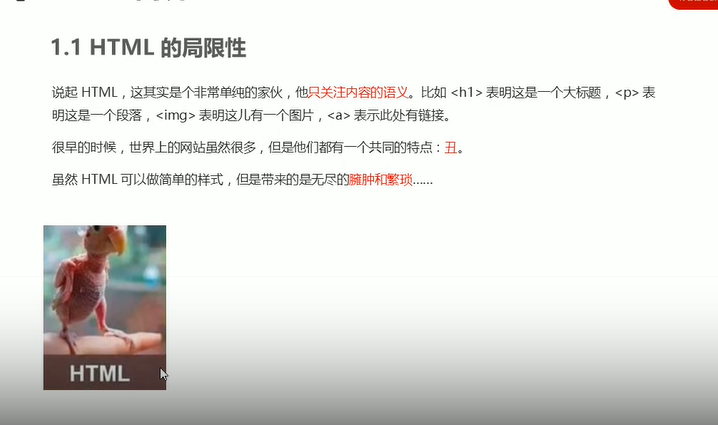 1.1 HTML 的局限性
说起 HTML，这其实是个非常单纯的家伙，他只关注内容的语义。比如 <h1> 表明这是一个大标题，<p> 表
明这是一个段落，<img> 表明这儿有一个图片，<a> 表示此处有链接。
很早的时候，世界上的网站虽然很多，但是他们都有一个共同的特点：丑。
虽然 HTML 可以做简单的样式，但是带来的是无尽的臃肿和繁琐……
HTML